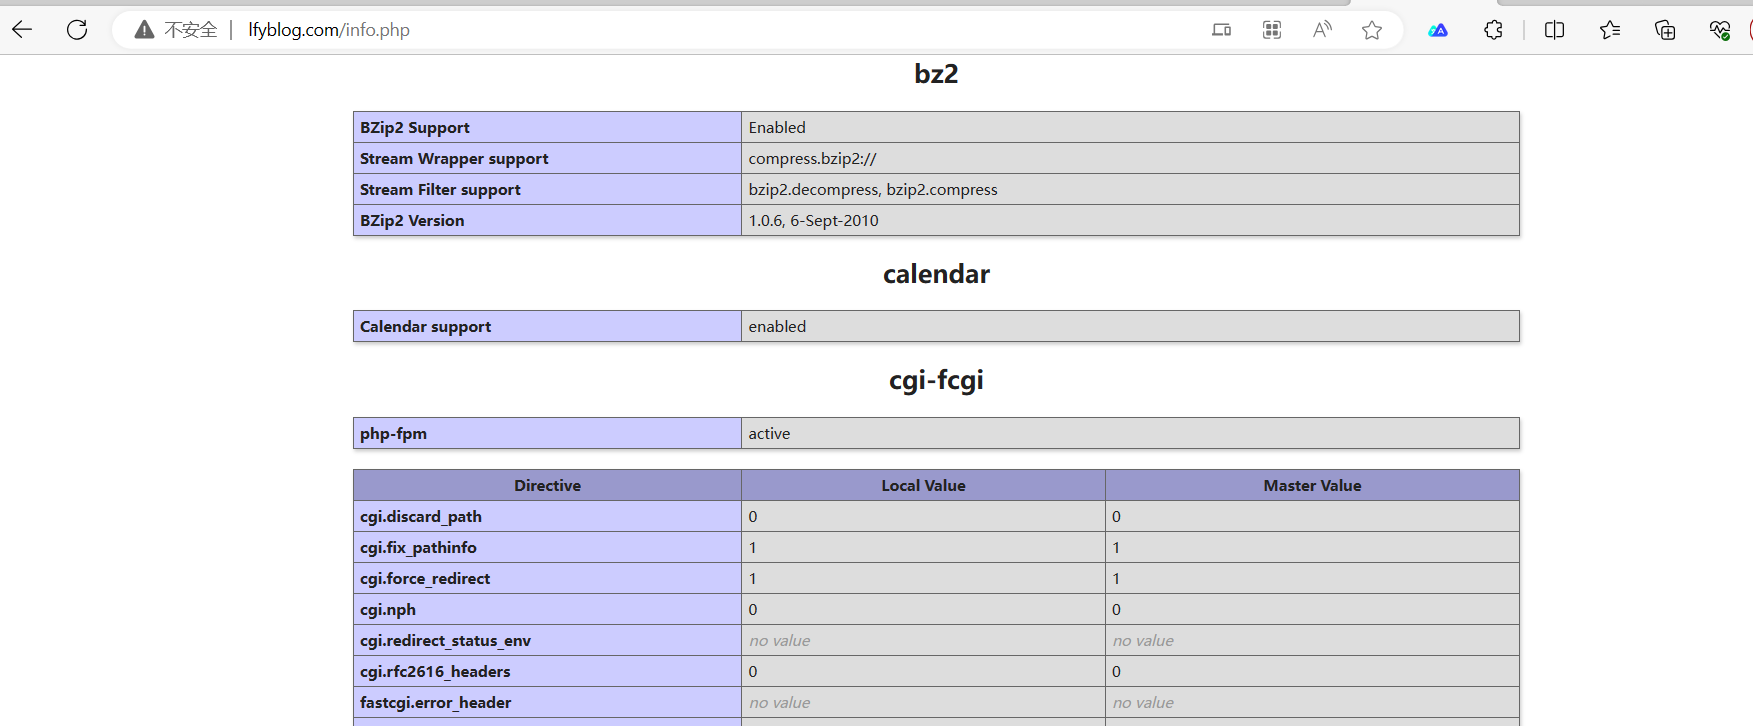 不安全 | lfyblog.com/info.php
bz2
BZip2 Support Enabled
Stream Wrapper support compress.bzip2://
Stream Filter support bzip2.decompress, bzip2.compress
BZip2 Version 1.0.6, 6-Sept-2010
calendar
Calendar support enabled
cgi-fcgi
php-fpm active
Directive Local Value Master Value
cgi.discard_path 0 0
cgi.fix_pathinfo 1 1
cgi.force_redirect 1 1
cgi.nph 0 0
cgi.redirect_status_env no value no value
cgi.rfc2616_headers 0 0
fastcgi.error_header no value no value